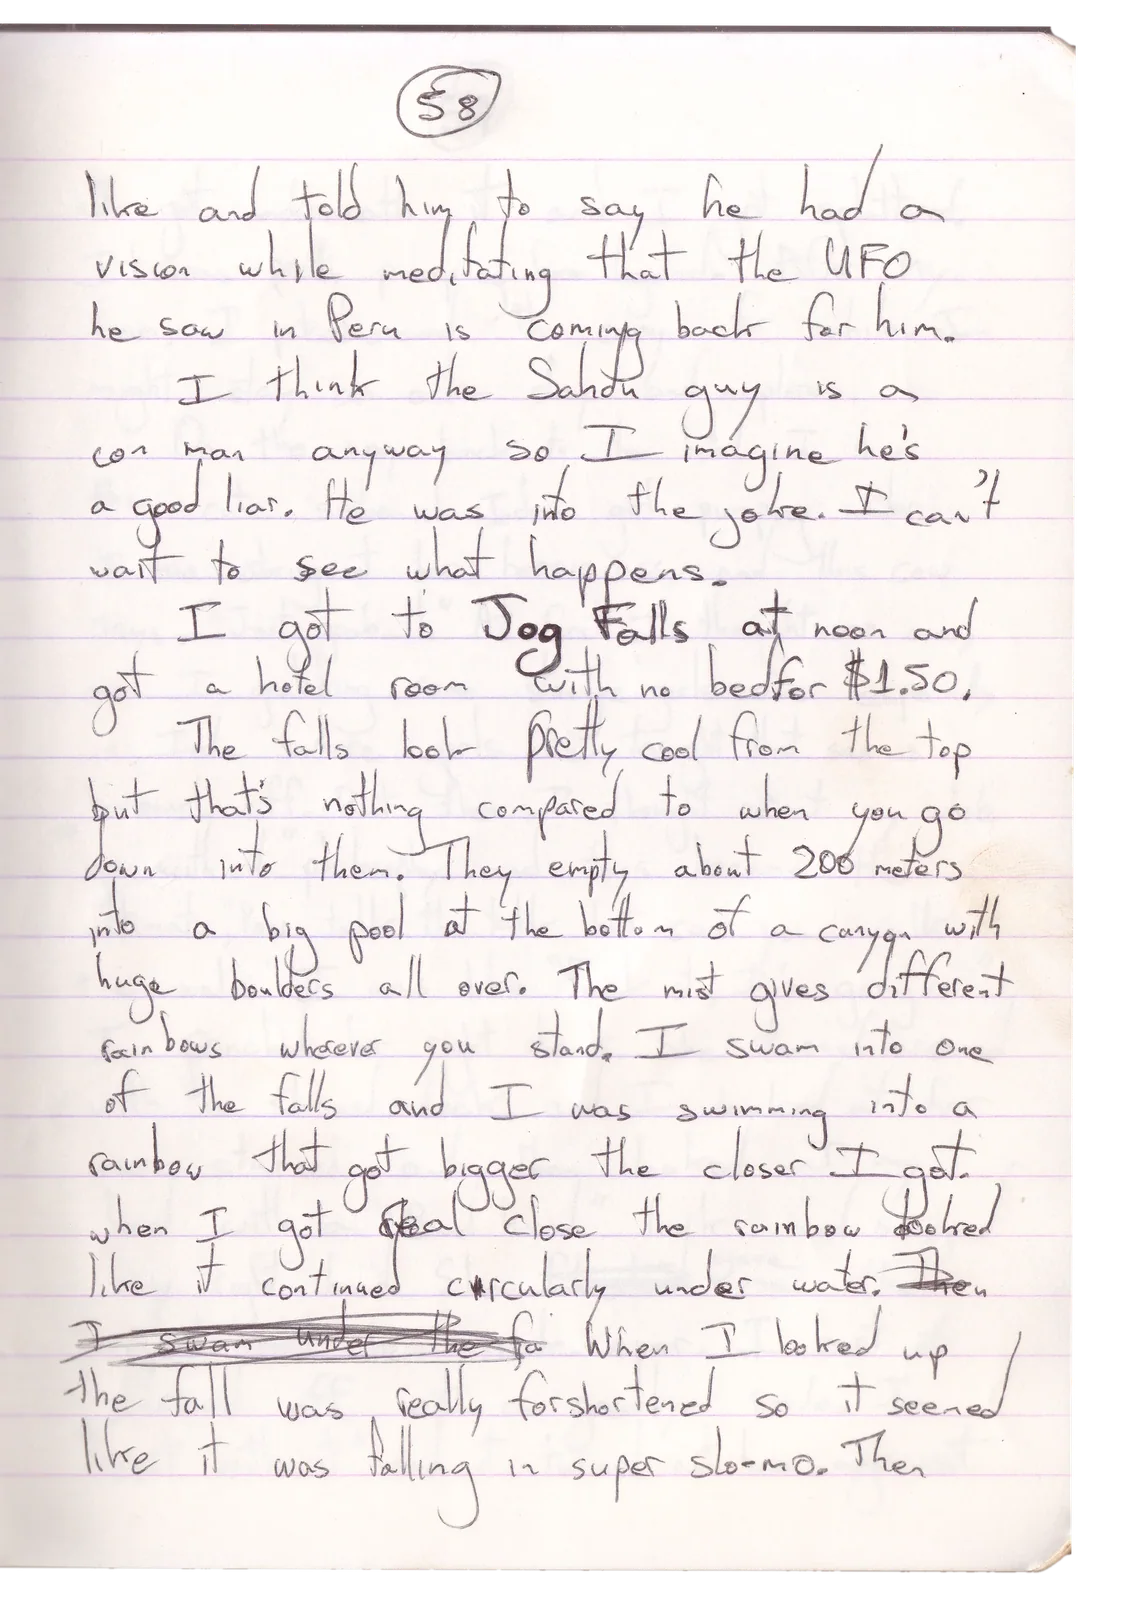 58
like and told him to say he had a
vision while meditating that the UFO
he saw in Peru is coming back for him.
I think the Sahdu guy is a
con man anyway so I imagine he's
a good liar. He was into the joke. I can't
wait to see what happens.
I got to Jog Falls at noon and
got a hotel room with no bed for $1.50.
The falls look pretty cool from the top
but that's nothing compared to when you go
down into them. They empty about 200 meters
into a big pool at the bottom of a canyon with
huge boulders all over. The mist gives different
rainbows wherever you stand. I swam into one
of the falls and I was swimming into a
rainbow that got bigger the closer I got.
when I got real close the rainbow looked
like it continued circularly under water. Then
I swam under the fa When I looked up
the fall was really forshortened so it seemed
like it was falling in super slo-mo. Then